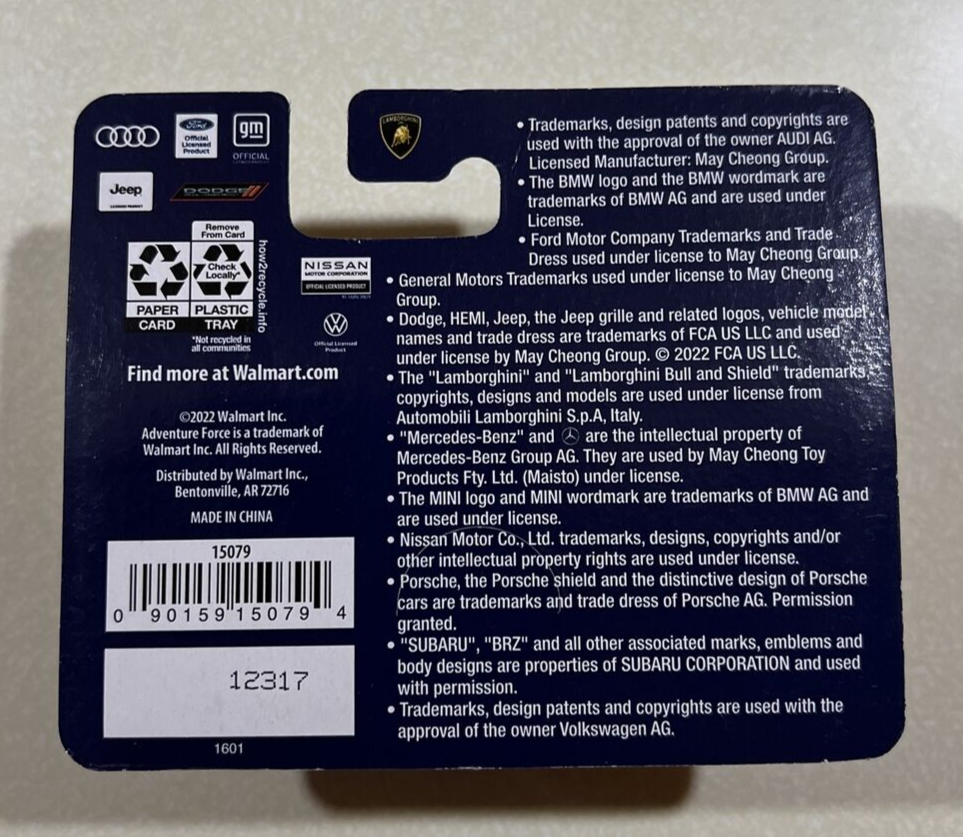 Ford
Official
Licensed
Product
gm
OFFICIAL
Jeep
DODGE
Remove
From Card
Check
Locally*
PAPER
PLASTIC
CARD
TRAY
how2recycle.info
*Not recycled in
all communities
Find more at Walmart.com
©2022 Walmart Inc.
Adventure Force is a trademark of
Walmart Inc. All Rights Reserved.
Distributed by Walmart Inc.,
Bentonville, AR 72716
MADE IN CHINA
15079
0 90159 15079 4
12317
1601
LAMBORGHINI
NISSAN
MOTOR CORPORATION
OFFICIAL LICENSED PRODUCT
Official Licensed
Product
• Trademarks, design patents and copyrights are
used with the approval of the owner AUDI AG.
Licensed Manufacturer: May Cheong Group.
• The BMW logo and the BMW wordmark are
trademarks of BMW AG and are used under
License.
• Ford Motor Company Trademarks and Trade
Dress used under license to May Cheong Group.
• General Motors Trademarks used under license to May Cheong
Group.
• Dodge, HEMI, Jeep, the Jeep grille and related logos, vehicle model
names and trade dress are trademarks of FCA US LLC and used
under license by May Cheong Group. © 2022 FCA US LLC.
• The "Lamborghini" and "Lamborghini Bull and Shield" trademarks,
copyrights, designs and models are used under license from
Automobili Lamborghini S.p.A, Italy.
• "Mercedes-Benz" and are the intellectual property of
Mercedes-Benz Group AG. They are used by May Cheong Toy
Products Fty. Ltd. (Maisto) under license.
• The MINI logo and MINI wordmark are trademarks of BMW AG and
are used under license.
• Nissan Motor Co., Ltd. trademarks, designs, copyrights and/or
other intellectual property rights are used under license.
• Porsche, the Porsche shield and the distinctive design of Porsche
cars are trademarks and trade dress of Porsche AG. Permission
granted.
• "SUBARU", "BRZ" and all other associated marks, emblems and
body designs are properties of SUBARU CORPORATION and used
with permission.
• Trademarks, design patents and copyrights are used with the
approval of the owner Volkswagen AG.